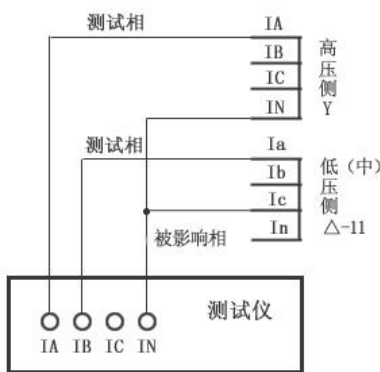 测试相
IA
IB
IC
IN
高
压
侧
Y
测试相
Ia
Ib
Ic
In
低（中）
压
侧
△-11
被影响相
测试仪
IA IB IC IN